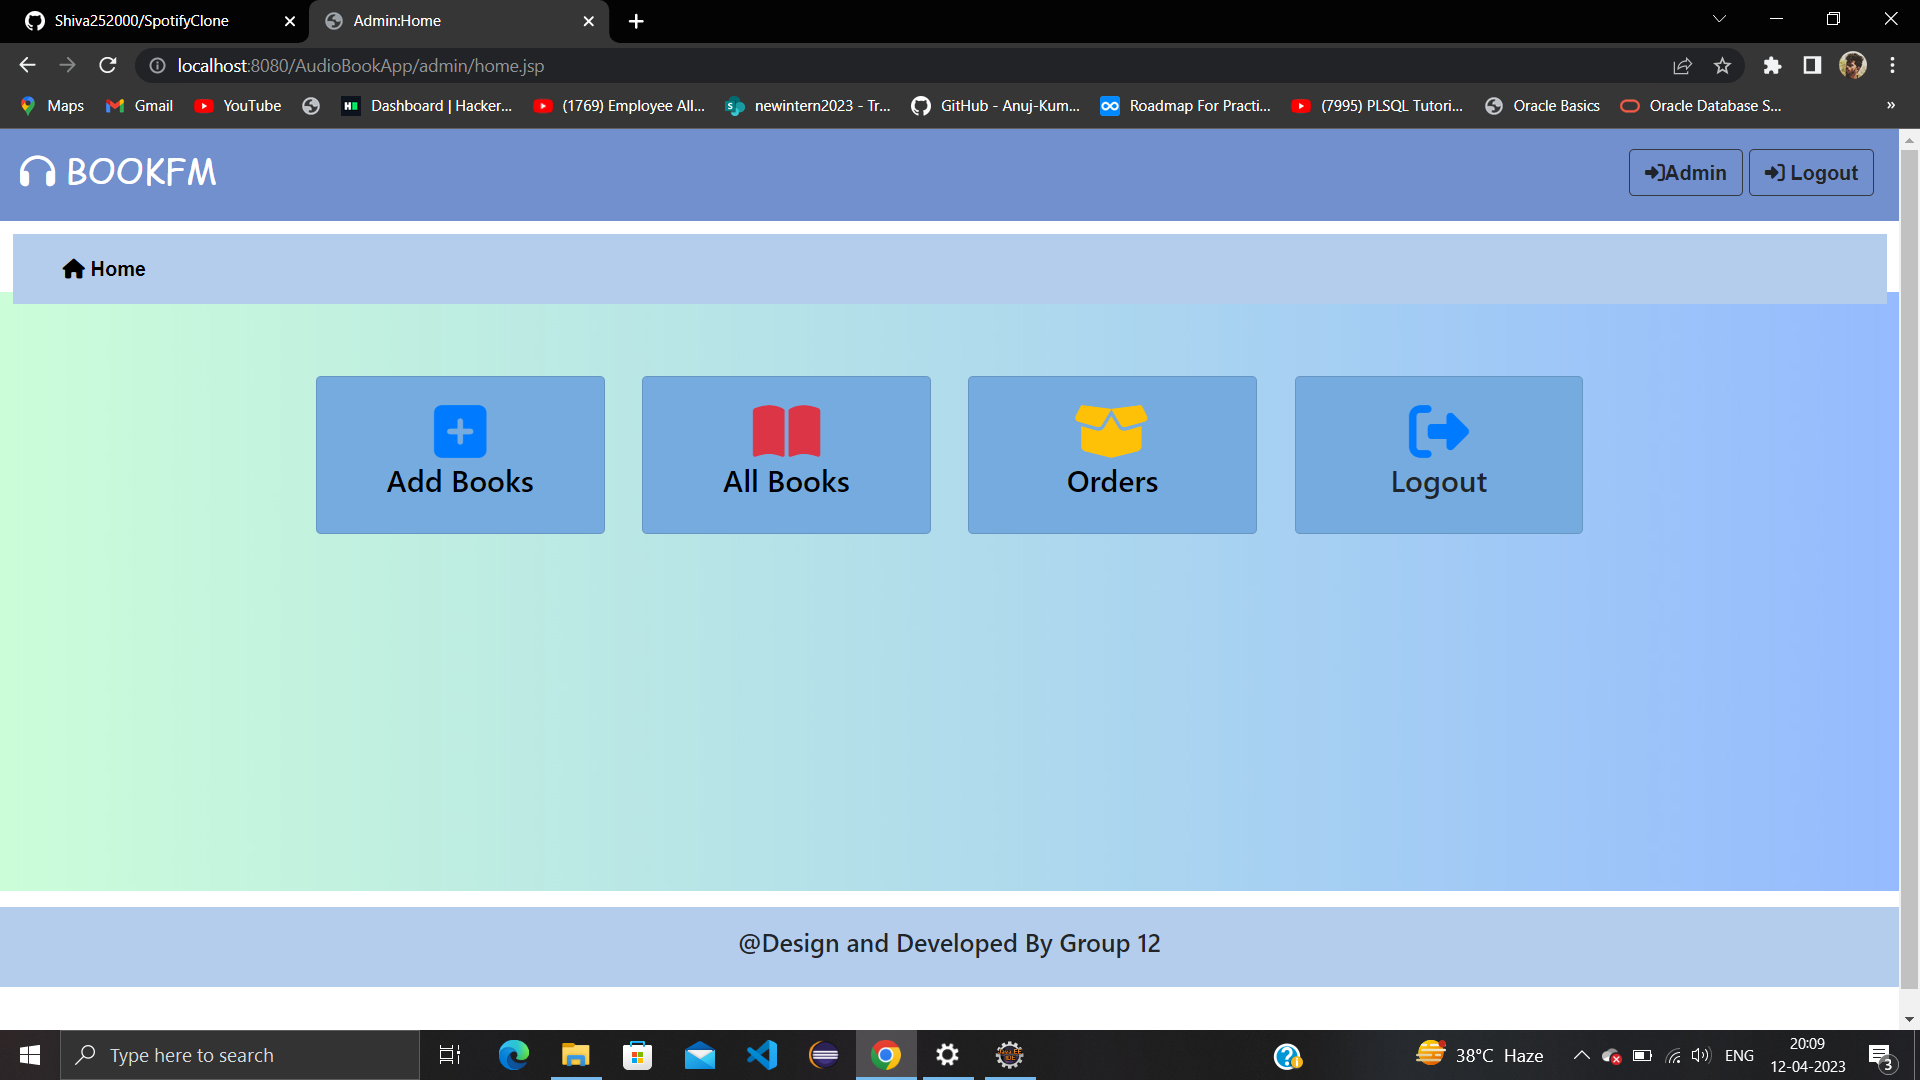 Shiva252000/SpotifyClone
Admin:Home
localhost:8080/AudioBookApp/admin/home.jsp
Maps
Gmail
YouTube
Dashboard | Hacker...
(1769) Employee All...
newintern2023 - Tr...
GitHub - Anuj-Kum...
Roadmap For Practi...
(7995) PLSQL Tutori...
Oracle Basics
Oracle Database S...
BOOKFM
Admin
Logout
Home
Add Books
All Books
Orders
Logout
@Design and Developed By Group 12
Type here to search
38°C Haze
ENG
20:09
12-04-2023
3